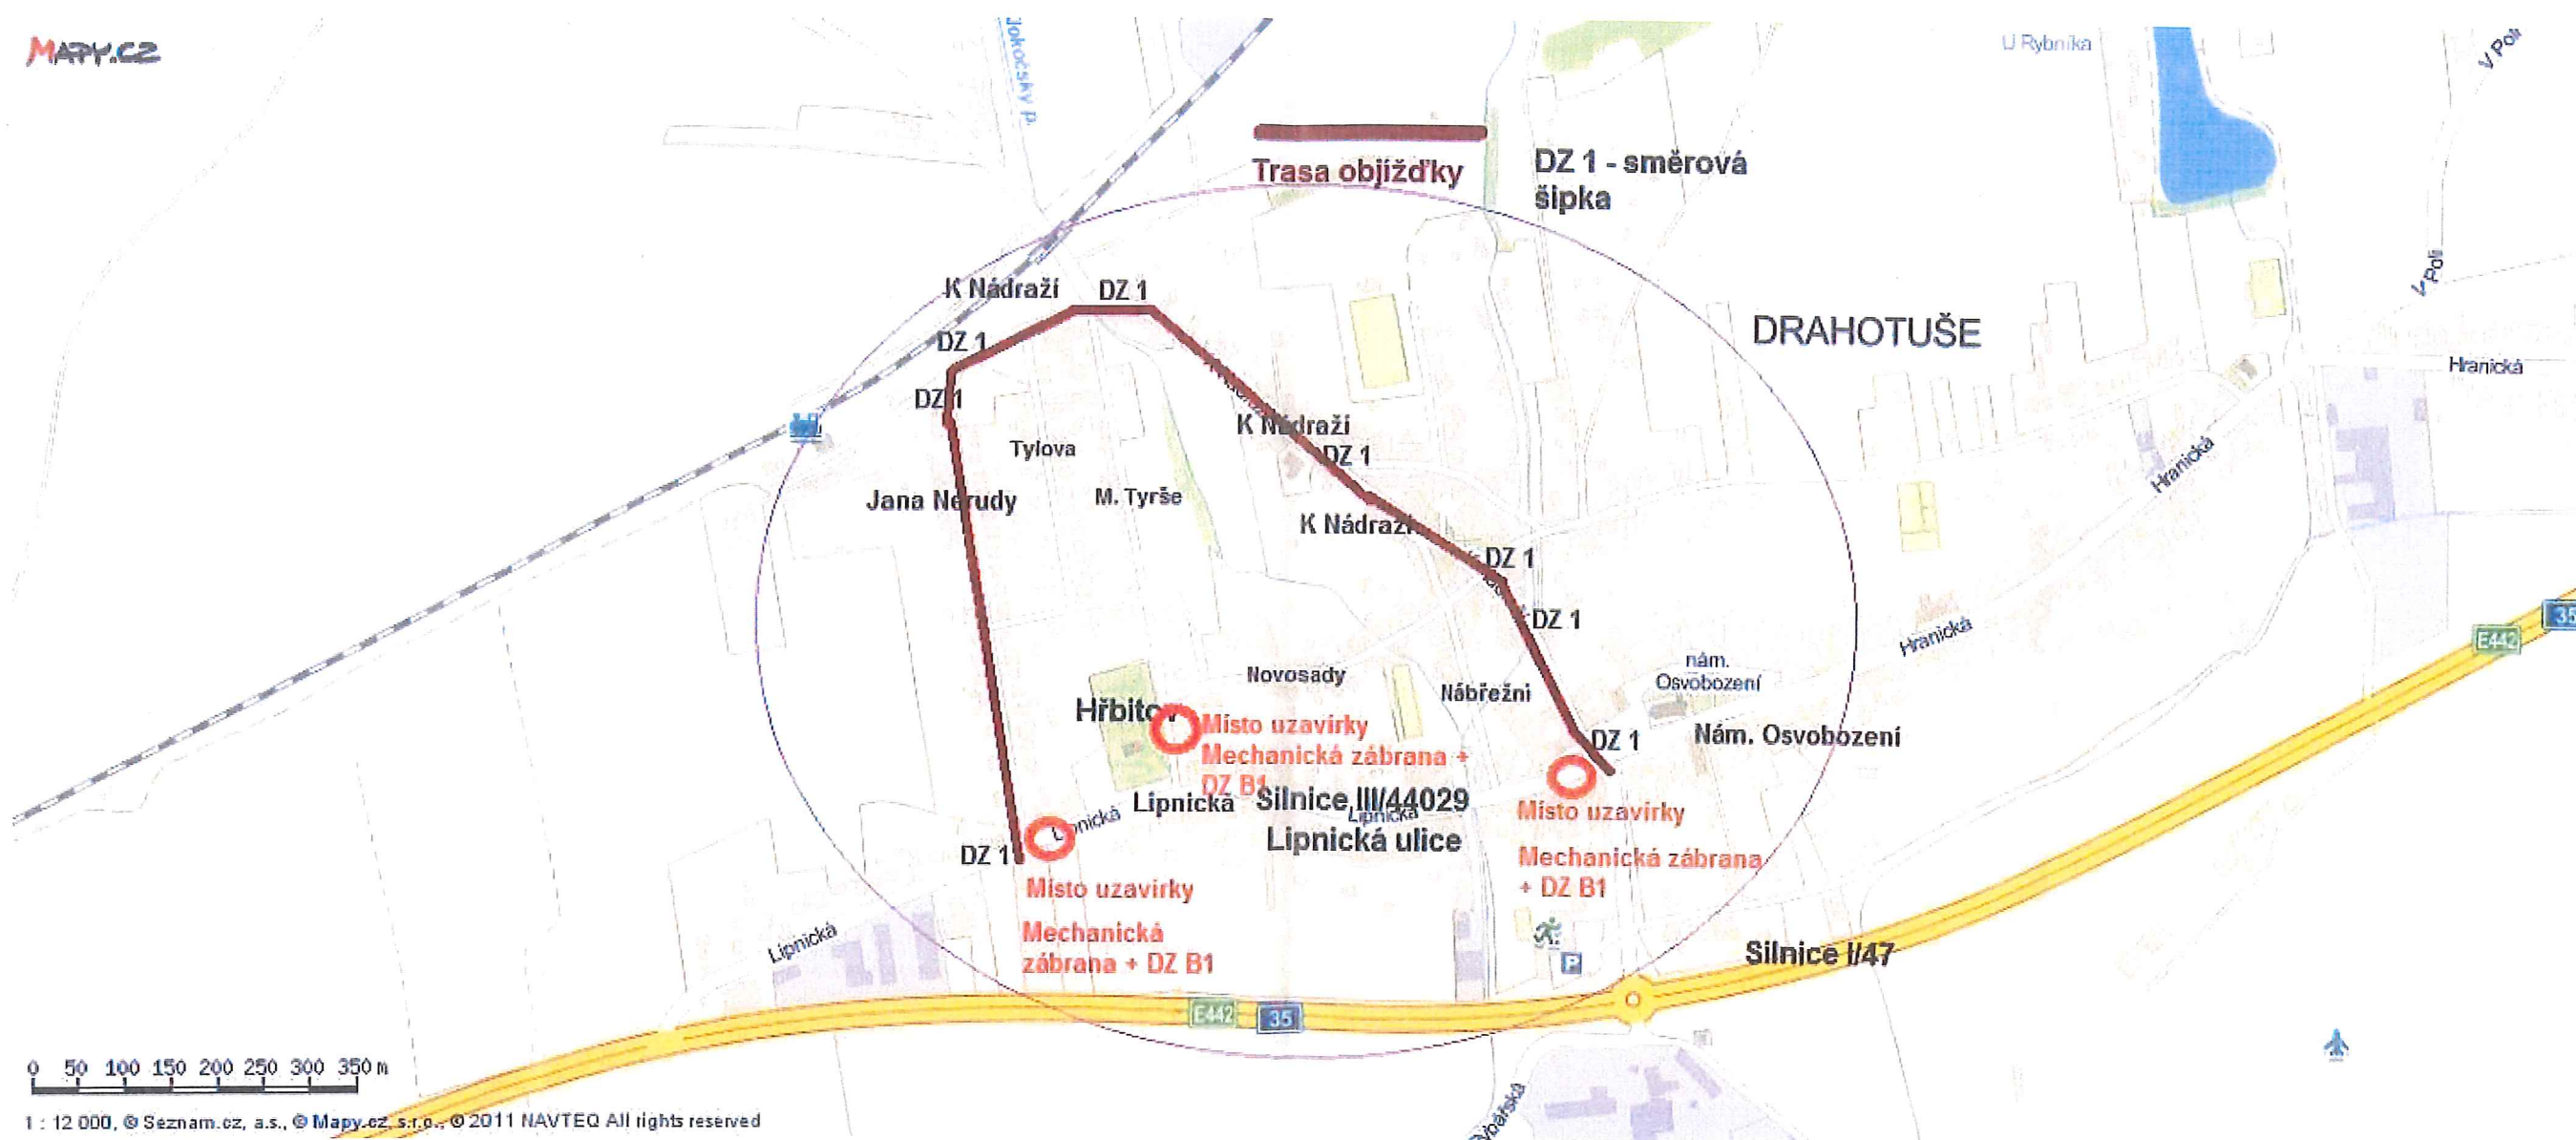 MAPY.CZ
Jokočský p.
U Rybníka
V Poli
Trasa objížďky
DZ 1 - směrová
šipka
V Poli
K Nádraží
DZ 1
DRAHOTUŠE
DZ 1
Hranická
DZ 1
K Nádraží
Tylova
DZ 1
Hranická
Jana Nerudy
M. Tyrše
K Nádraží
DZ 1
DZ 1
35
E442
Hranická
nám.
Osvobození
Novosady
Nábřežni
Hřbitov
Místo uzavírky
Mechanická zábrana +
DZ B1
DZ 1
Nám. Osvobození
Lipnická
Lipnická
Silnice III/44029
Lipnická
Lipnická ulice
Místo uzavírky
Mechanická zábrana
+ DZ B1
DZ 1
Místo uzavírky
Mechanická
zábrana + DZ B1
Lipnická
P
Silnice I/47
E442
35
0 50 100 150 200 250 300 350 m
1 : 12 000, © Seznam.cz, a.s., © Mapy.cz, s.r.o., © 2011 NAVTEQ All rights reserved